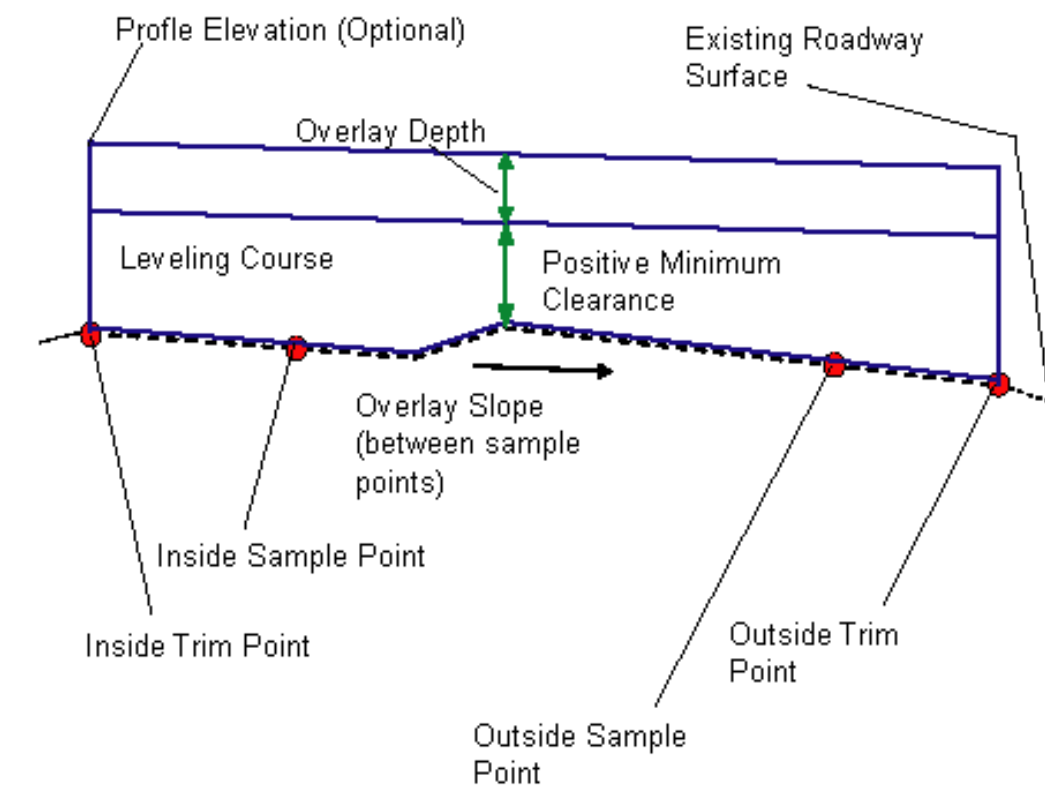 Profle Elevation (Optional)
Existing Roadway
Surface
Overlay Depth
Leveling Course
Positive Minimum
Clearance
Overlay Slope
(between sample
points)
Inside Sample Point
Inside Trim Point
Outside Trim
Point
Outside Sample
Point